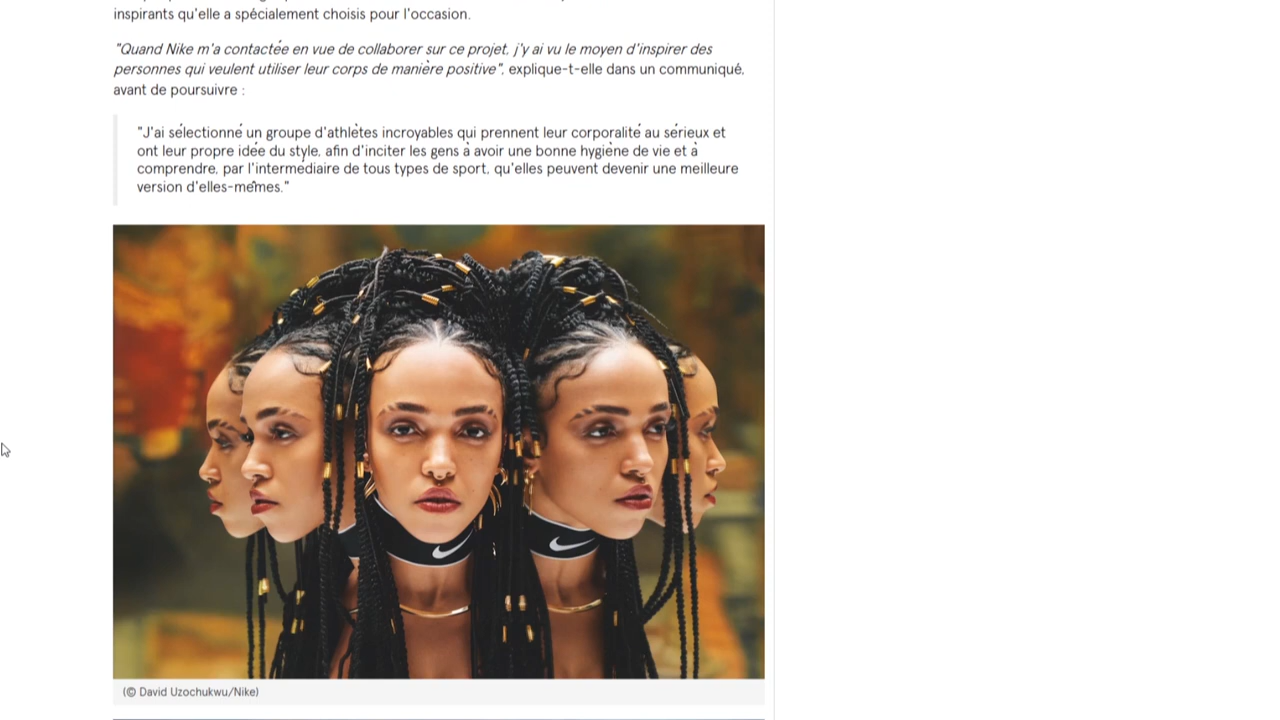 inspirants qu'elle a spécialement choisis pour l'occasion.
"Quand Nike m'a contactée en vue de collaborer sur ce projet, j'y ai vu le moyen d'inspirer des
personnes qui veulent utiliser leur corps de manière positive", explique-t-elle dans un communiqué,
avant de poursuivre :
"J'ai sélectionné un groupe d'athlètes incroyables qui prennent leur corporalité au sérieux et
ont leur propre idée du style, afin d'inciter les gens à avoir une bonne hygiène de vie et à
comprendre, par l'intermédiaire de tous types de sport, qu'elles peuvent devenir une meilleure
version d'elles-mêmes."
(© David Uzochukwu/Nike)